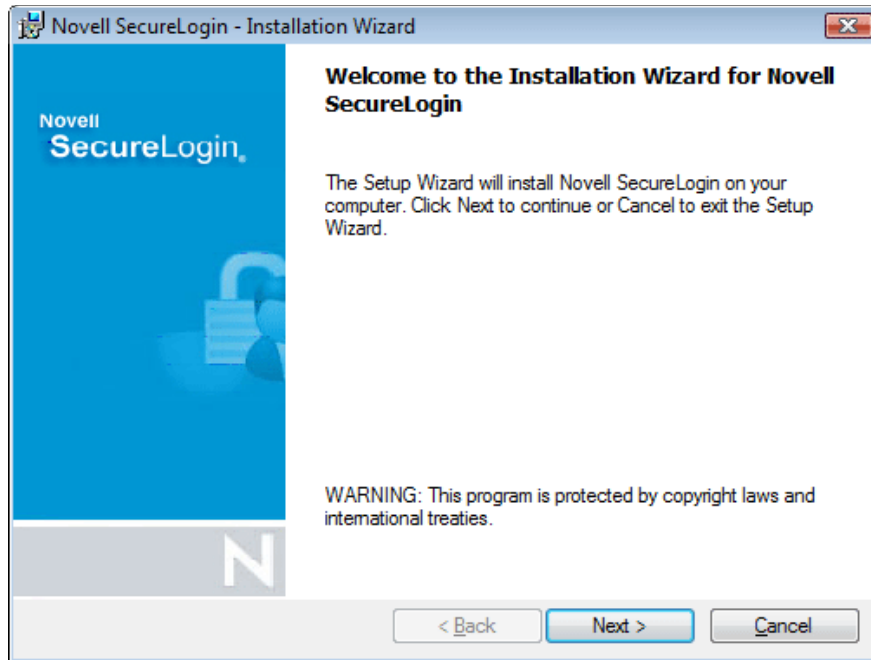 Novell SecureLogin - Installation Wizard
Novell
SecureLogin®
Welcome to the Installation Wizard for Novell
SecureLogin
The Setup Wizard will install Novell SecureLogin on your
computer. Click Next to continue or Cancel to exit the Setup
Wizard.
WARNING: This program is protected by copyright laws and
international treaties.
N
< Back
Next >
Cancel